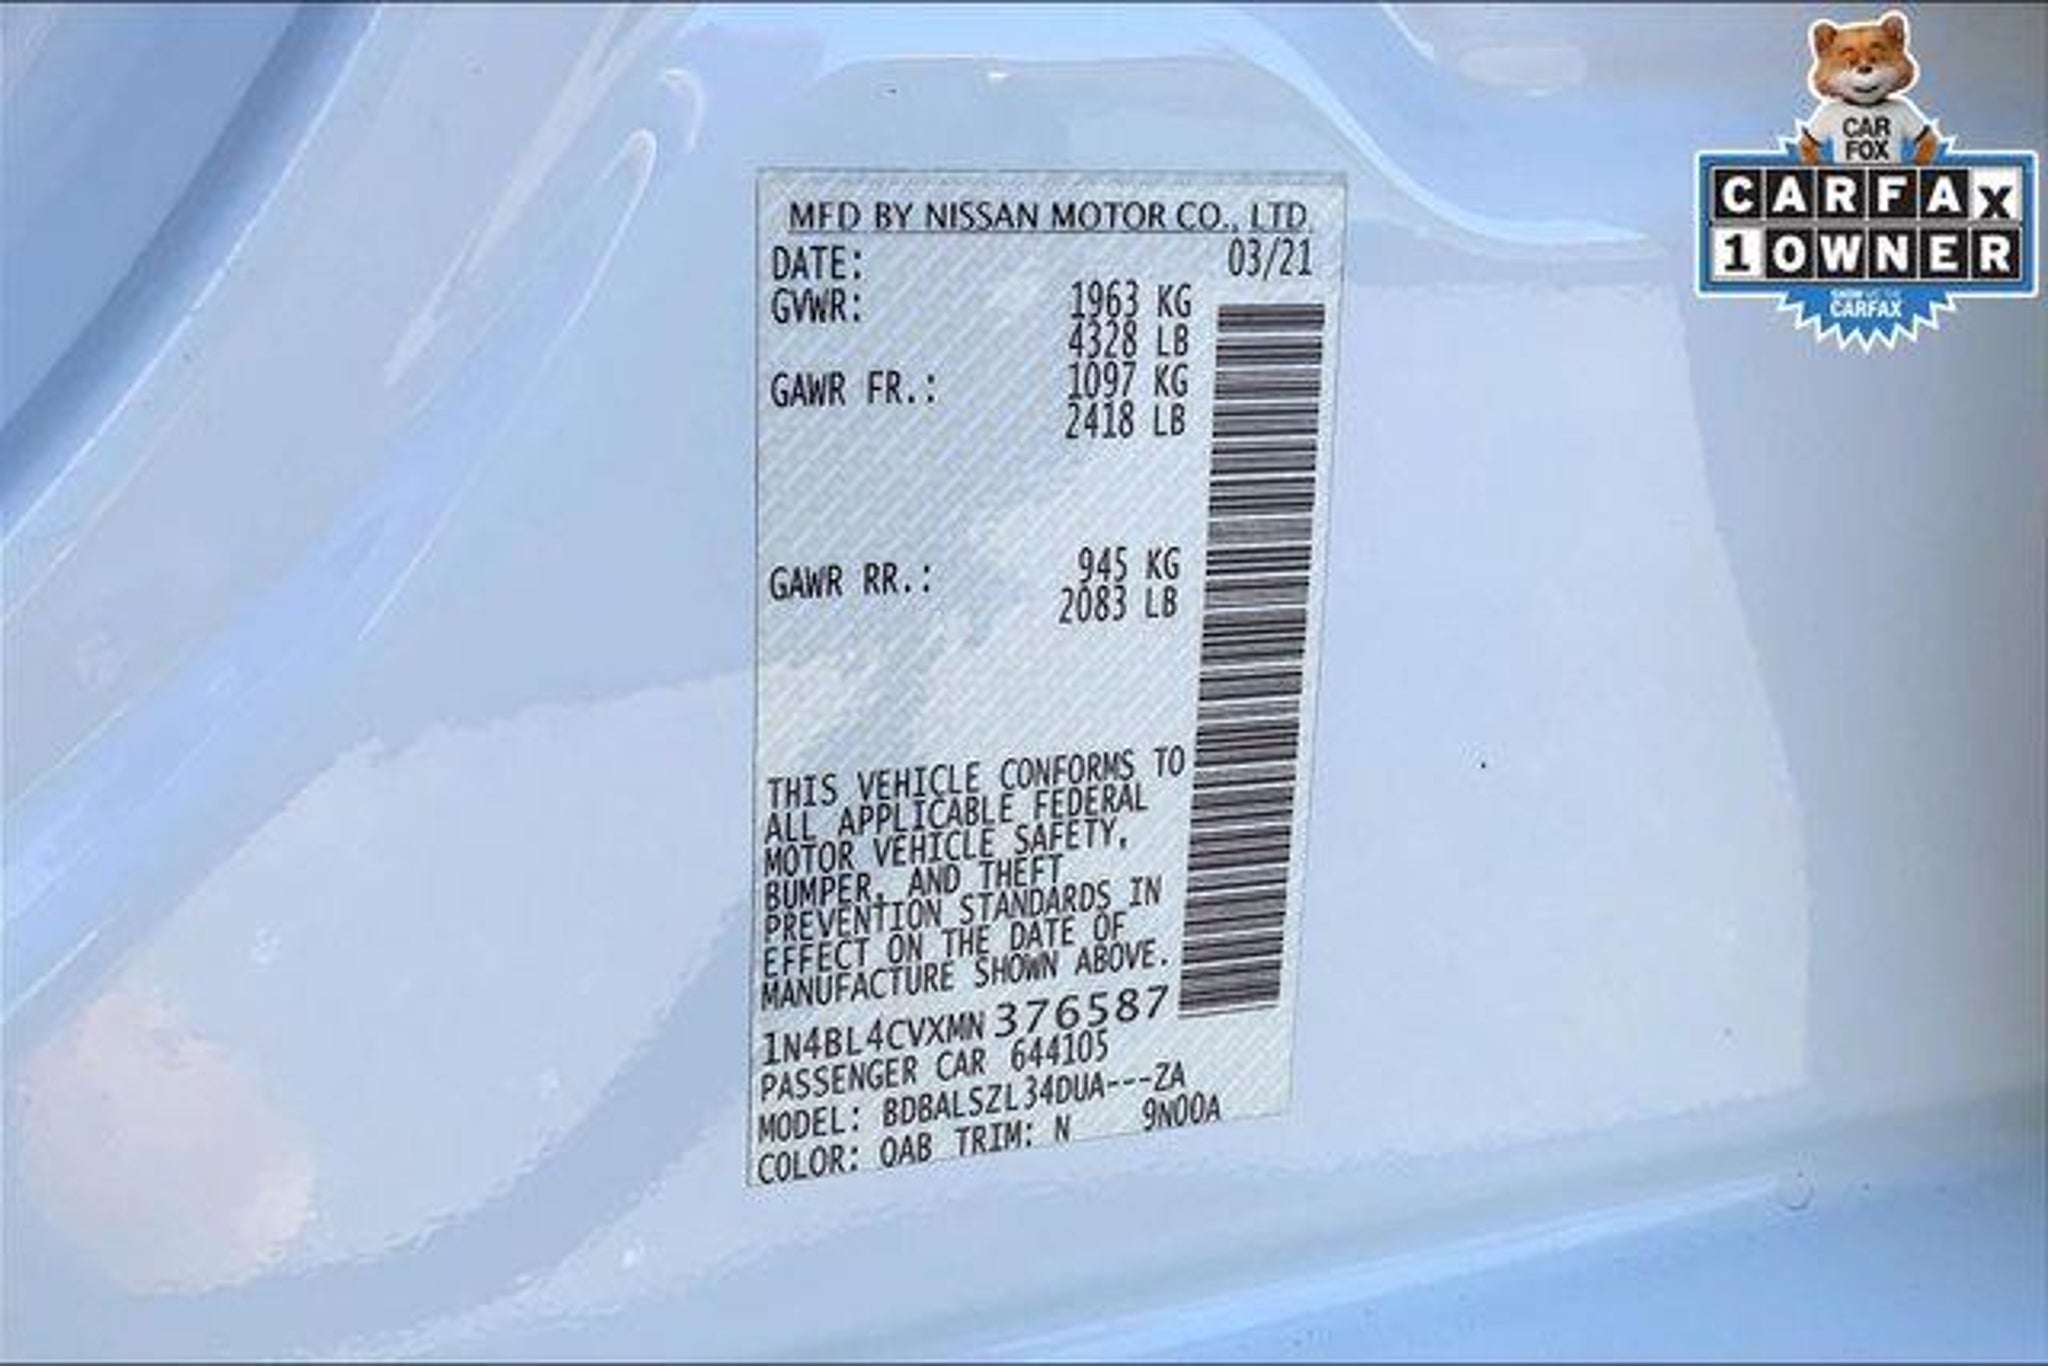 MFD BY NISSAN MOTOR CO., LTD
DATE: 03/21
GVWR: 1963 KG
4328 LB
GAWR FR.: 1097 KG
2418 LB
GAWR RR.: 945 KG
2083 LB
THIS VEHICLE CONFORMS TO
ALL APPLICABLE FEDERAL
MOTOR VEHICLE SAFETY,
BUMPER, AND THEFT
PREVENTION STANDARDS IN
EFFECT ON THE DATE OF
MANUFACTURE SHOWN ABOVE.
1N4BL4CVXMN376587
PASSENGER CAR 644105
MODEL: BDBALSZL34DUA---ZA
COLOR: QAB TRIM: N 9N00A
CAR
FOX
CARFAX
1 OWNER
CARFAX